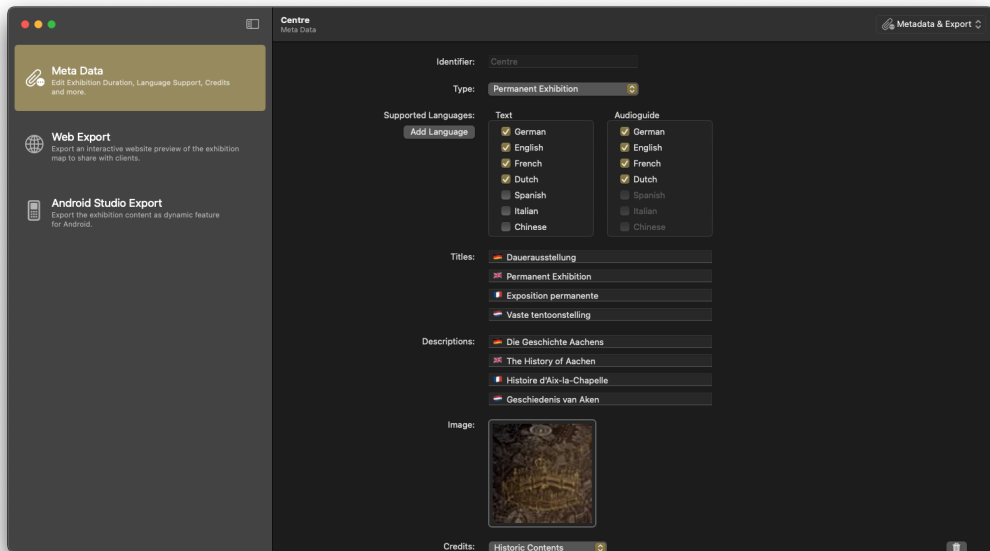 Centre
Meta Data
Metadata & Export
Meta Data
Edit Exhibition Duration, Language Support, Credits
and more.
Web Export
Export an interactive website preview of the exhibition
map to share with clients.
Android Studio Export
Export the exhibition content as dynamic feature
for Android.
Identifier:
Centre
Type:
Permanent Exhibition
Supported Languages:
Add Language
Text
German
English
French
Dutch
Spanish
Italian
Chinese
Audioguide
German
English
French
Dutch
Spanish
Italian
Chinese
Titles:
Dauerausstellung
Permanent Exhibition
Exposition permanente
Vaste tentoonstelling
Descriptions:
Die Geschichte Aachens
The History of Aachen
Histoire d'Aix-la-Chapelle
Geschiedenis van Aken
Image:
Credits:
Historic Contents